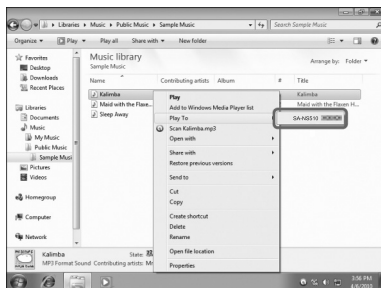 Libraries ▸ Music ▸ Public Music ▸ Sample Music
Search Sample Music
Organize Play Play all Share with New folder
Favorites
Desktop
Downloads
Recent Places
Libraries
Documents
Music
My Music
Public Music
Sample Musi
Pictures
Videos
Homegroup
Computer
Network
Music library
Sample Music
Arrange by: Folder
Name Contributing artists Album # Title
Kalimba Kalimba
Maid with the Flaxe... Maid with the Flaxen H...
Sleep Away
Play
Add to Windows Media Player list
Play To
SA-NS510
Scan Kalimba.mp3
Open with
Share with
Restore previous versions
Send to
Cut
Copy
Create shortcut
Delete
Rename
Open file location
Properties
Kalimba State:
MP3 Format Sound Contributing artists: Mr
3:56 PM